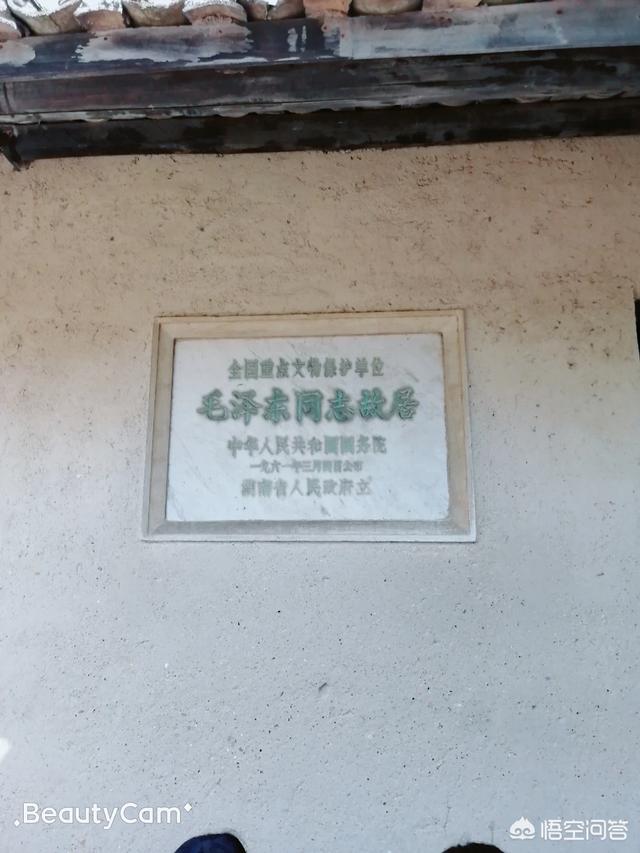 全国重点文物保护单位
毛泽东同志故居
中华人民共和国国务院
一九六一年三月四日公布
湖南省人民政府立
BeautyCam
悟空问答